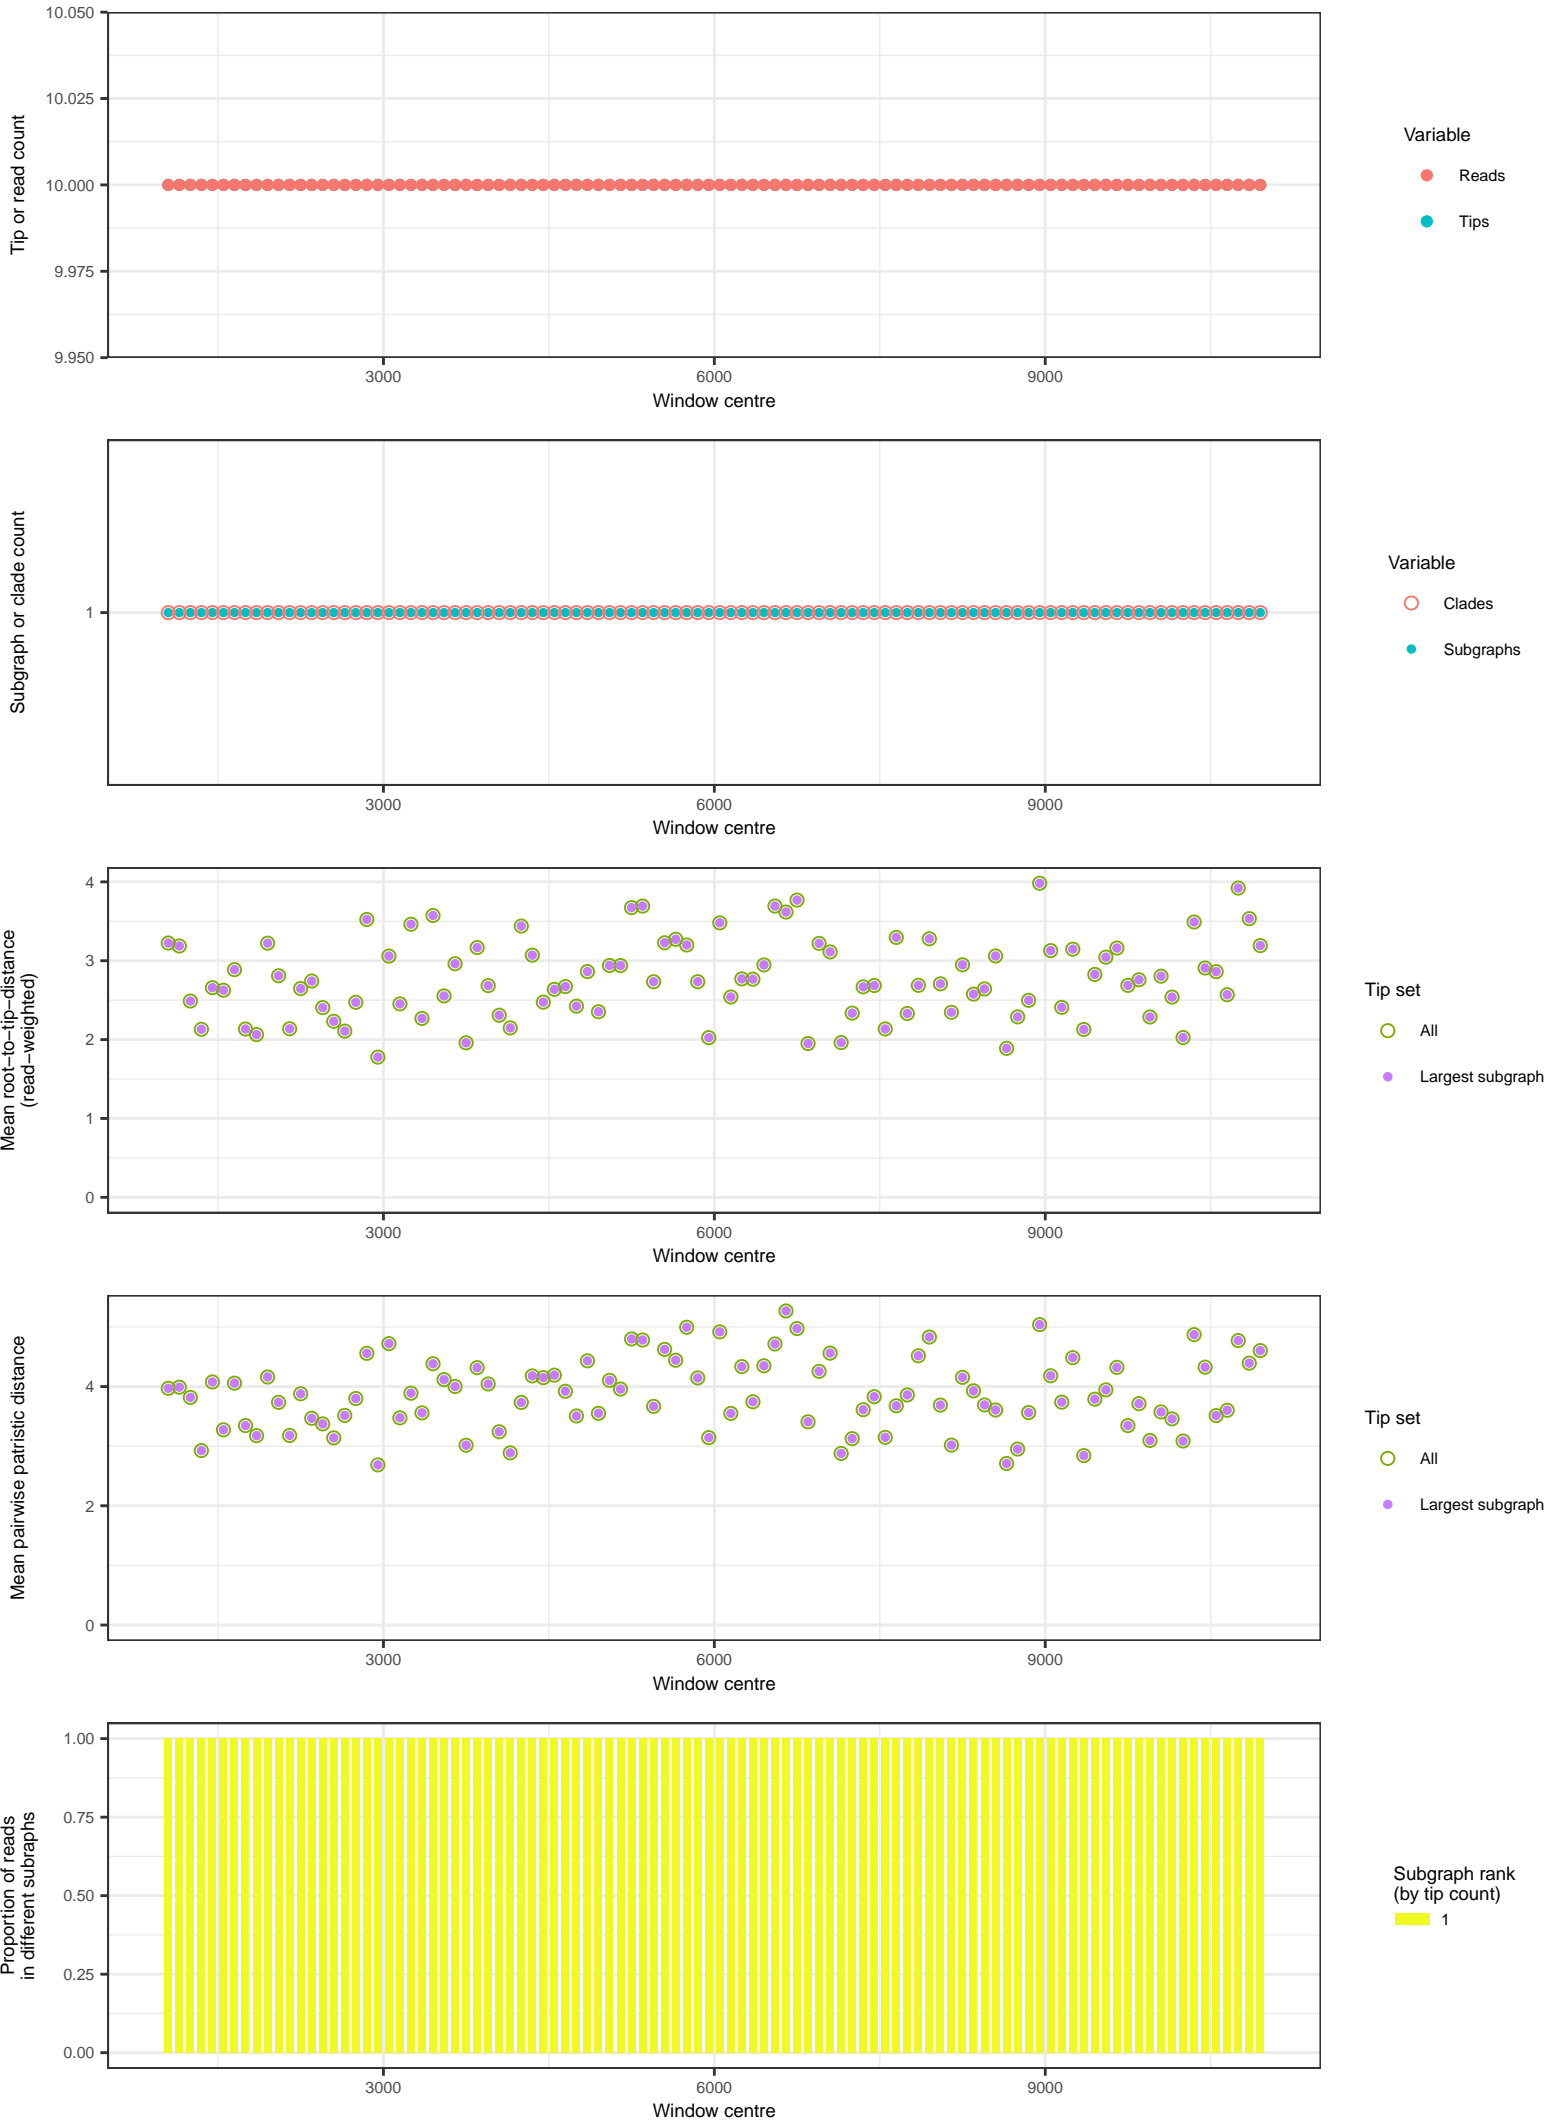 10.050
10.025
10.000
9.975
9.950
Tip or read count
3000 6000 9000
Window centre
Variable
Reads
Tips
1
Subgraph or clade count
3000 6000 9000
Window centre
Variable
Clades
Subgraphs
4
3
2
1
0
Mean root−to−tip−distance
(read−weighted)
3000 6000 9000
Window centre
Tip set
All
Largest subgraph
4
2
0
Mean pairwise patristic distance
3000 6000 9000
Window centre
Tip set
All
Largest subgraph
1.00
0.75
0.50
0.25
0.00
Proportion of reads
in different subraphs
3000 6000 9000
Window centre
Subgraph rank
(by tip count)
1